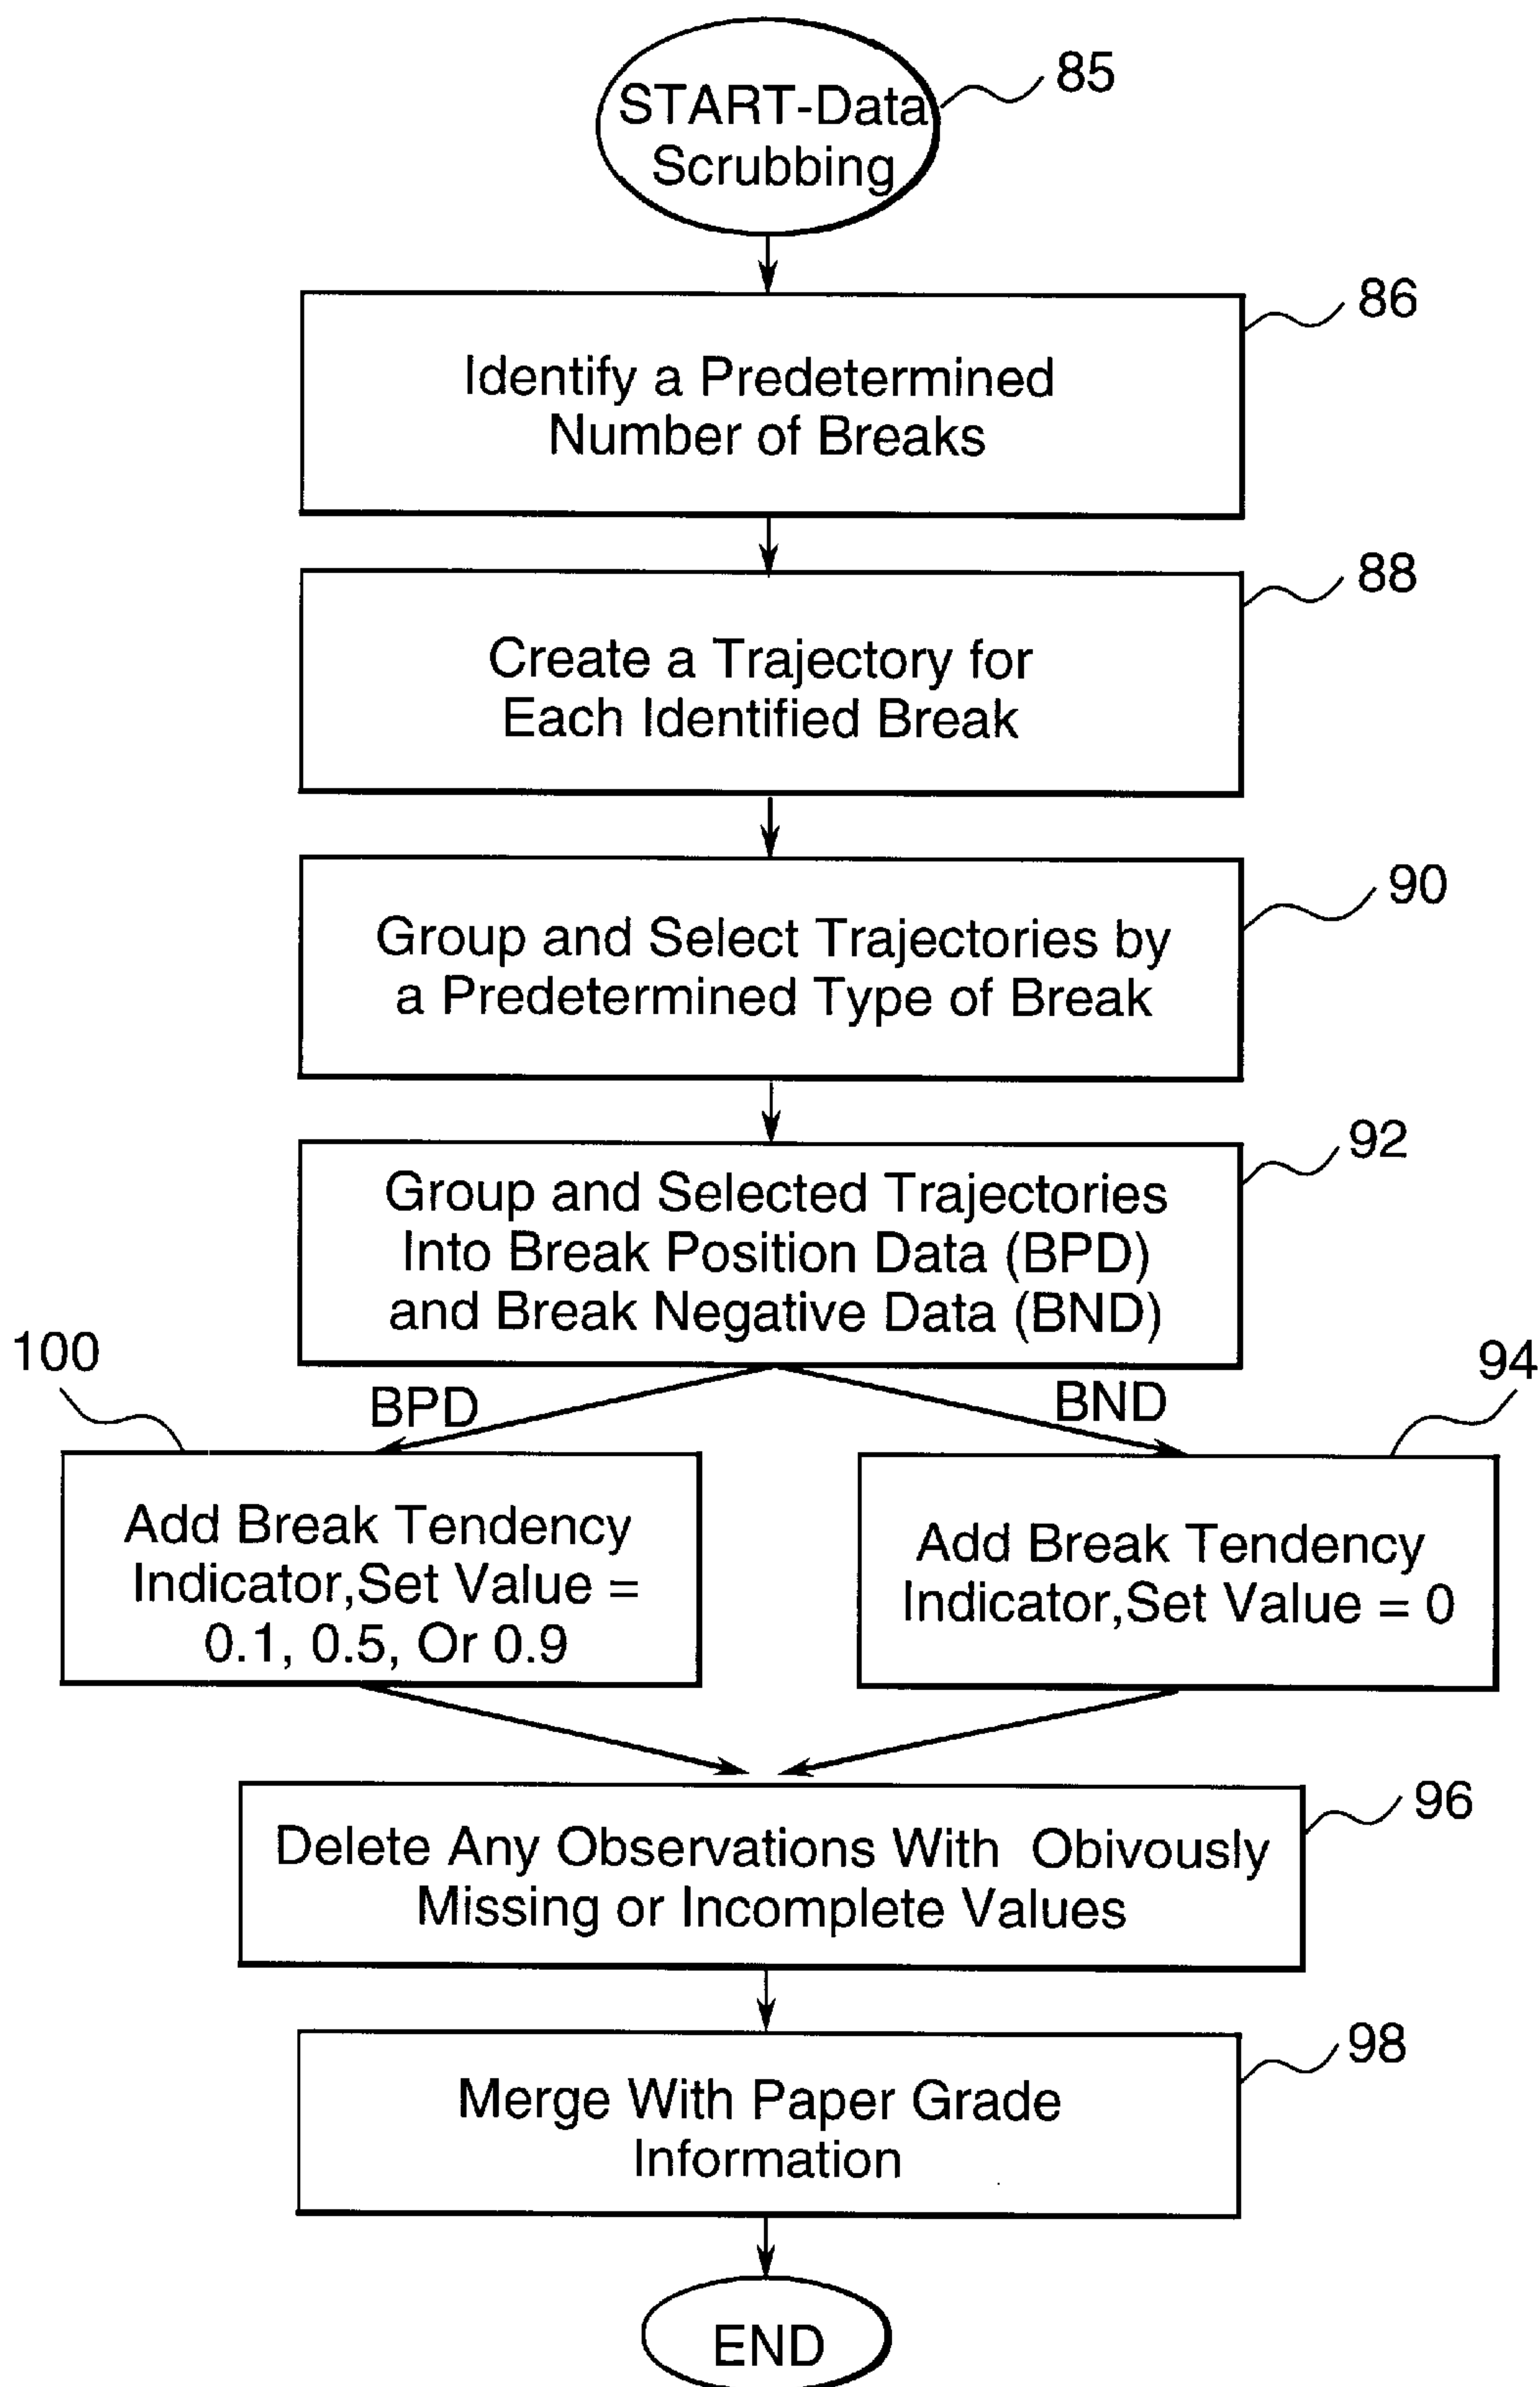 START-Data
Scrubbing
85
Identify a Predetermined
Number of Breaks
86
Create a Trajectory for
Each Identified Break
88
Group and Select Trajectories by
a Predetermined Type of Break
90
Group and Selected Trajectories
Into Break Position Data (BPD)
and Break Negative Data (BND)
92
BPD
BND
100
Add Break Tendency
Indicator,Set Value =
0.1, 0.5, Or 0.9
94
Add Break Tendency
Indicator,Set Value = 0
Delete Any Observations With Obivously
Missing or Incomplete Values
96
Merge With Paper Grade
Information
98
END